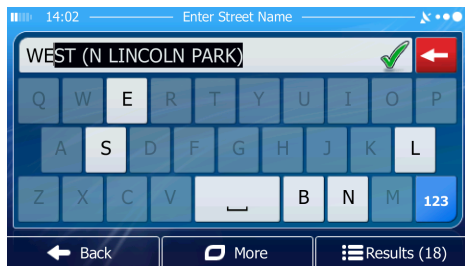 14:02 Enter Street Name
WEST (N LINCOLN PARK)
Q W E R T Y U I O P
A S D F G H J K L
Z X C V B N M 123
Back More Results (18)